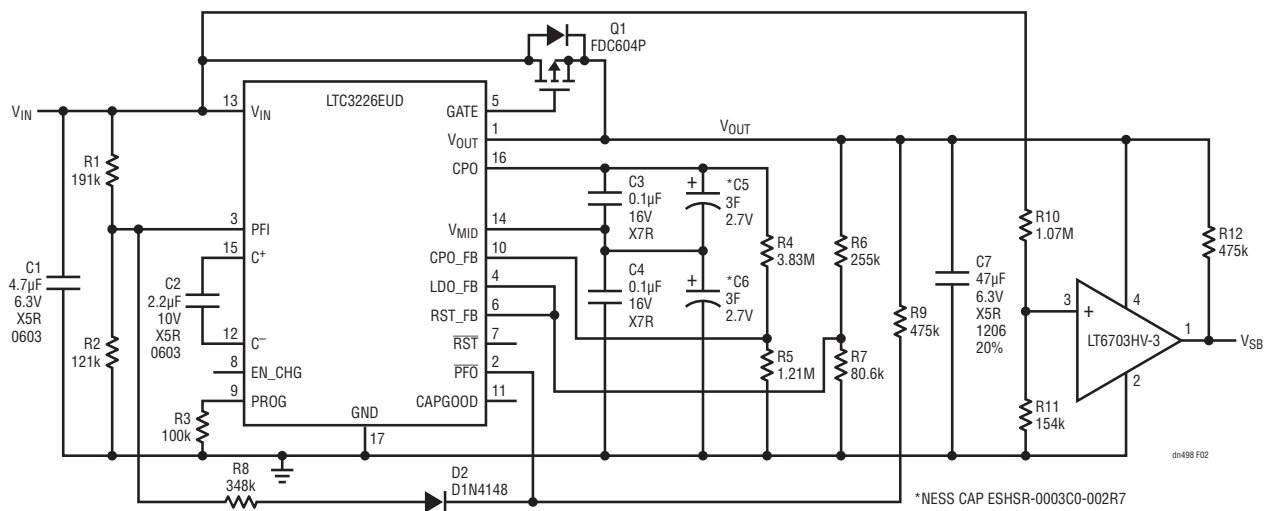 Q1
FDC604P
LTC3226EUD
VIN
13
VIN
GATE
5
VOUT
1
VOUT
CPO
16
R1
191k
3
PFI
15
C+
C2
2.2µF
10V
X5R
0603
12
C–
8
EN_CHG
9
PROG
C1
4.7µF
6.3V
X5R
0603
R2
121k
R3
100k
GND
17
VMID
14
CPO_FB
10
LDO_FB
4
RST_FB
6
RST
7
PFO
2
CAPGOOD
11
C3
0.1µF
16V
X7R
+
*C5
3F
2.7V
C4
0.1µF
16V
X7R
+
*C6
3F
2.7V
R4
3.83M
R5
1.21M
R6
255k
R7
80.6k
R9
475k
C7
47µF
6.3V
X5R
1206
20%
R10
1.07M
R11
154k
3
+
4
LT6703HV-3
1
2
R12
475k
VSB
R8
348k
D2
D1N4148
dn498 F02
*NESS CAP ESHSR-0003C0-002R7